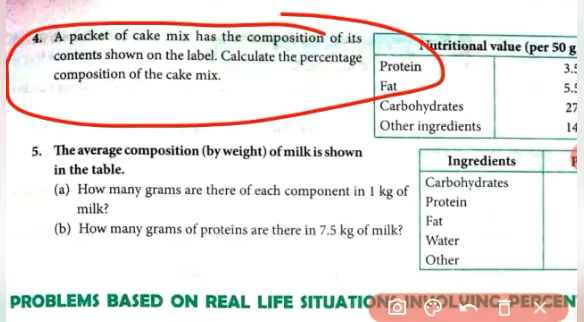 4. A packet of cake mix has the composition of its
contents shown on the label. Calculate the percentage
composition of the cake mix.
Nutritional value (per 50 g
Protein 3.5
Fat 5.5
Carbohydrates 27
Other ingredients 14
5. The average composition (by weight) of milk is shown
in the table.
(a) How many grams are there of each component in 1 kg of
milk?
(b) How many grams of proteins are there in 7.5 kg of milk?
Ingredients
Carbohydrates
Protein
Fat
Water
Other
PROBLEMS BASED ON REAL LIFE SITUATIONS INVOLVING PERCEN